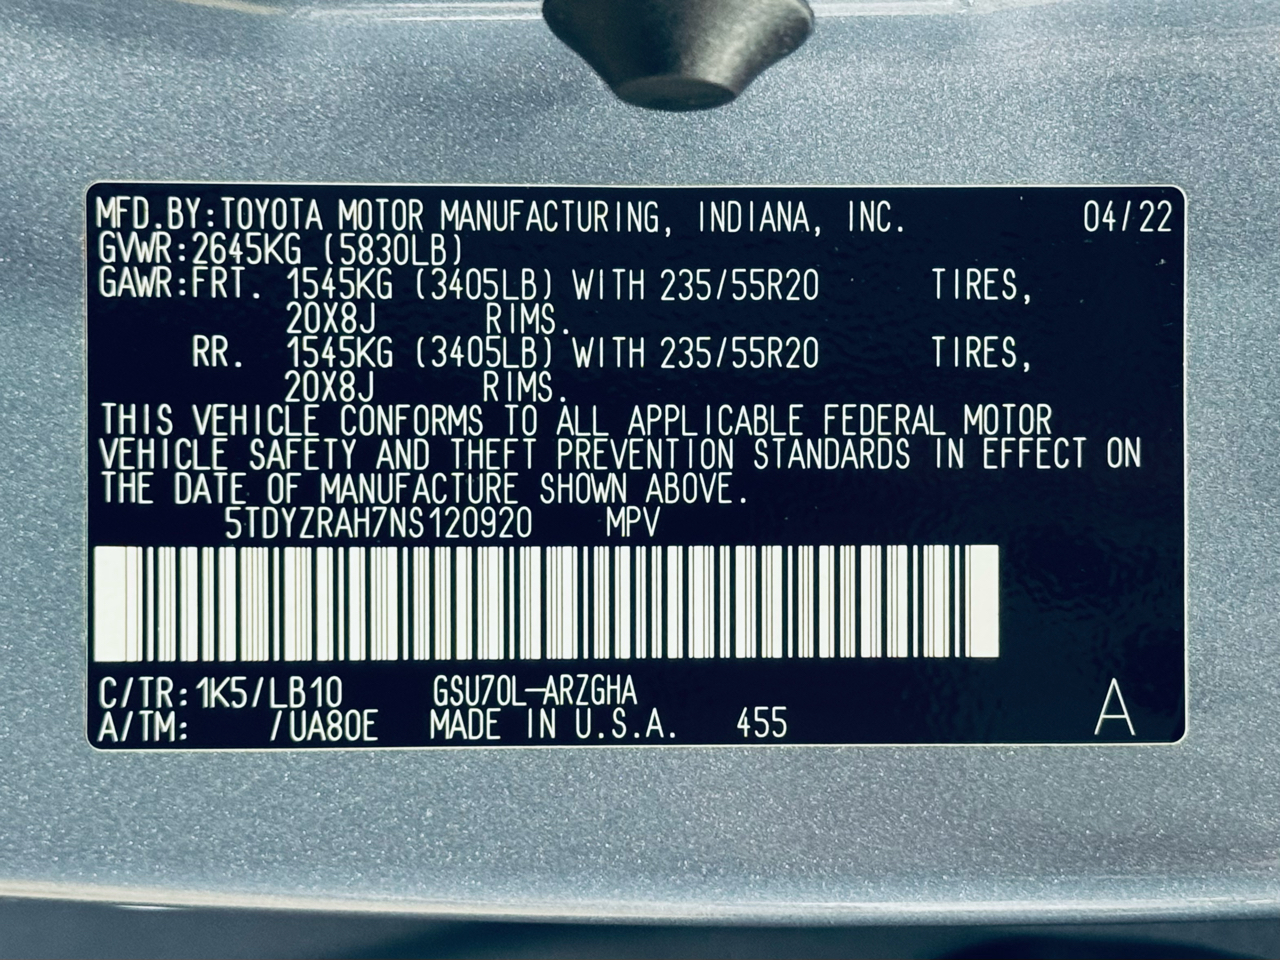 MFD.BY:TOYOTA MOTOR MANUFACTURING, INDIANA, INC. 04/22
GVWR:2645KG (5830LB)
GAWR:FRT. 1545KG (3405LB) WITH 235/55R20 TIRES,
20X8J RIMS.
RR. 1545KG (3405LB) WITH 235/55R20 TIRES,
20X8J RIMS.
THIS VEHICLE CONFORMS TO ALL APPLICABLE FEDERAL MOTOR
VEHICLE SAFETY AND THEFT PREVENTION STANDARDS IN EFFECT ON
THE DATE OF MANUFACTURE SHOWN ABOVE.
5TDYZRAH7NS120920 MPV
C/TR:1K5/LB10 GSU70L-ARZGHA
A/TM: /UA80E MADE IN U.S.A. 455 A